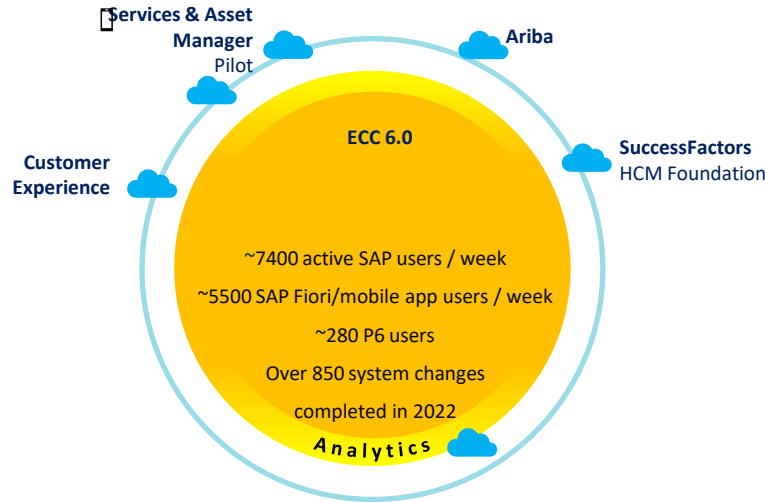 Services & Asset
Manager
Pilot
Ariba
ECC 6.0
SuccessFactors
HCM Foundation
Customer
Experience
~7400 active SAP users / week
~5500 SAP Fiori/mobile app users / week
~280 P6 users
Over 850 system changes
completed in 2022
Analytics